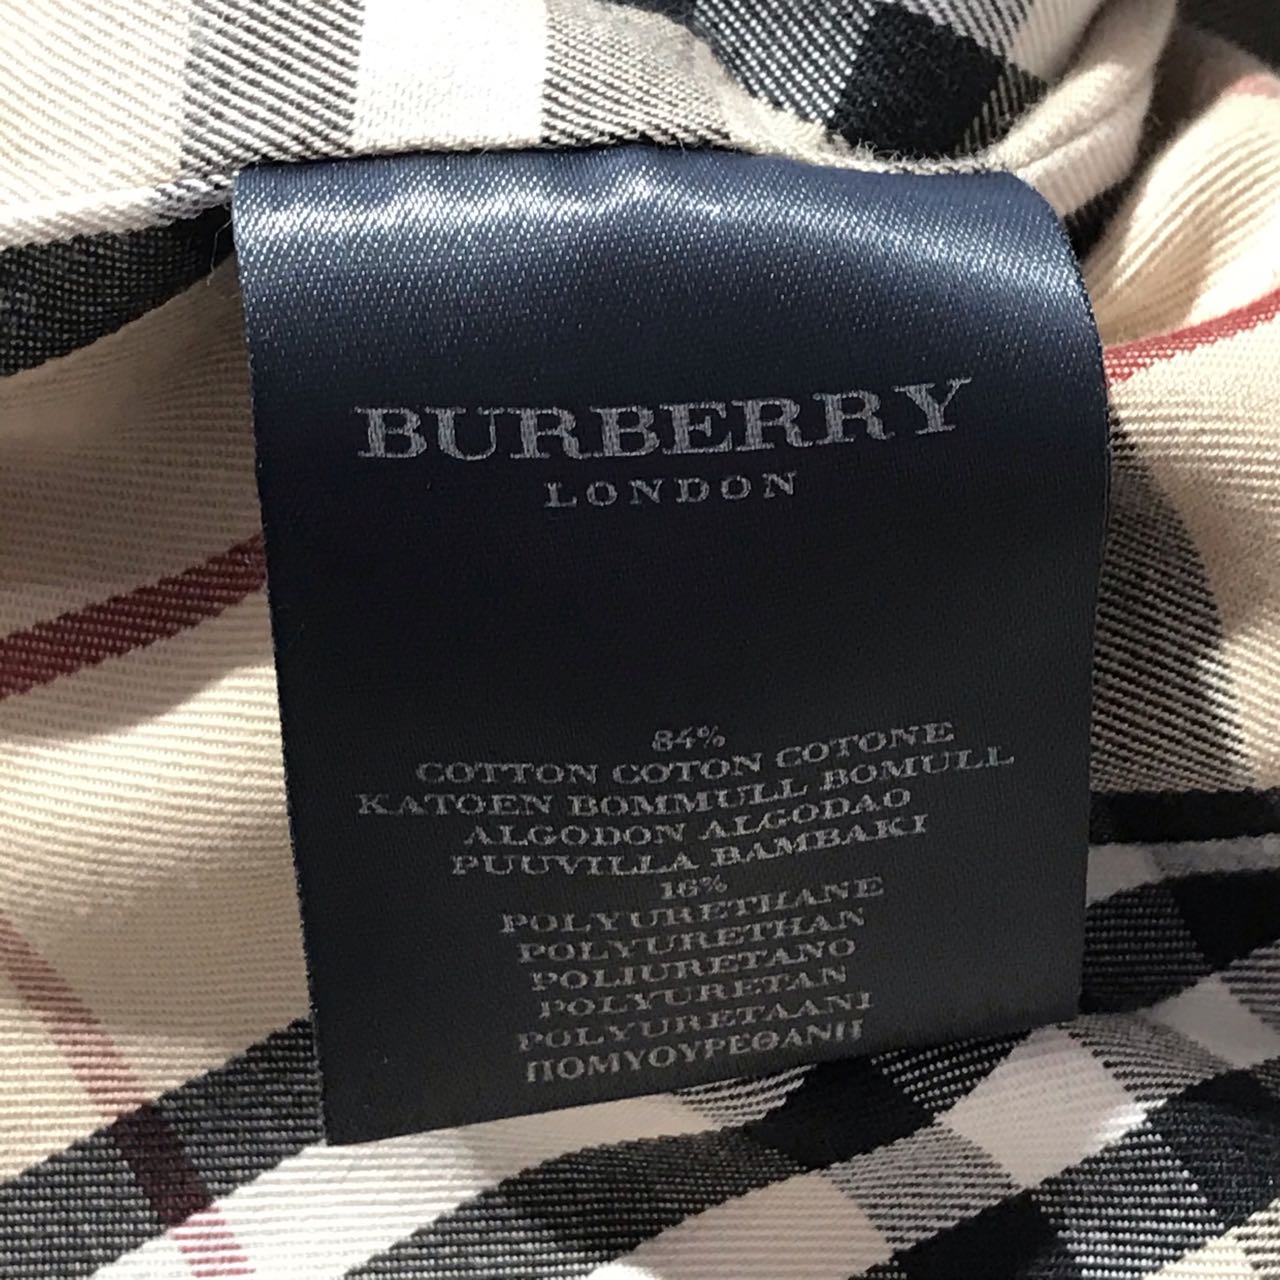 BURBERRY
LONDON
84%
COTTON COTON COTONE
KATOEN BOMMULL BOMULL
ALGODON ALGODAO
PUUVILLA BAMBAKI
16%
POLYURETHANE
POLYURETHAN
POLIURETANO
POLYURETAN
POLYURETAANI
ΠΟΜΥΟΥΡΕΘΑΝΠ